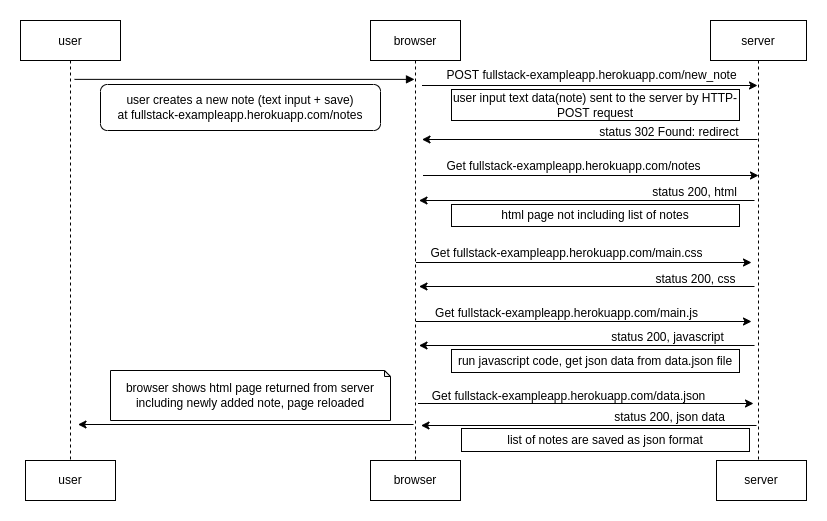 user
browser
server
POST fullstack-exampleapp.herokuapp.com/new_note
user creates a new note (text input + save)
at fullstack-exampleapp.herokuapp.com/notes
user input text data(note) sent to the server by HTTP-
POST request
status 302 Found: redirect
Get fullstack-exampleapp.herokuapp.com/notes
status 200, html
html page not including list of notes
Get fullstack-exampleapp.herokuapp.com/main.css
status 200, css
Get fullstack-exampleapp.herokuapp.com/main.js
status 200, javascript
run javascript code, get json data from data.json file
browser shows html page returned from server
including newly added note, page reloaded
Get fullstack-exampleapp.herokuapp.com/data.json
status 200, json data
list of notes are saved as json format
user
browser
server